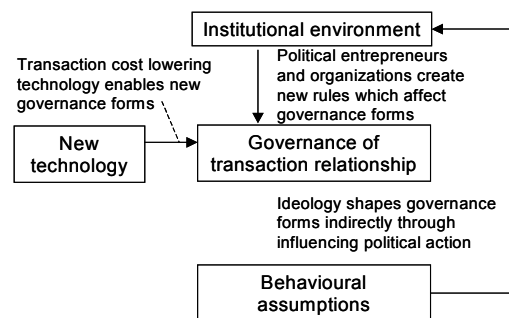 Institutional environment
Transaction cost lowering
technology enables new
governance forms
Political entrepreneurs
and organizations create
new rules which affect
governance forms
New
technology
Governance of
transaction relationship
Ideology shapes governance
forms indirectly through
influencing political action
Behavioural
assumptions